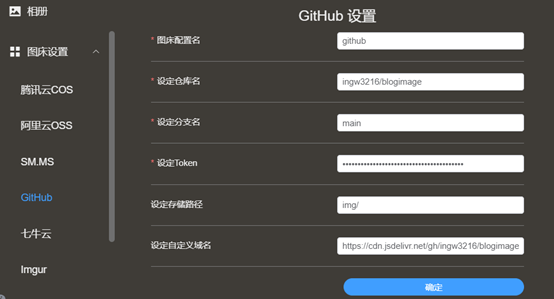 相册
图床设置
腾讯云COS
阿里云OSS
SM.MS
GitHub
七牛云
Imgur
GitHub 设置
* 图床配置名
github
* 设定仓库名
ingw3216/blogimage
* 设定分支名
main
* 设定Token
设定存储路径
img/
设定自定义域名
https://cdn.jsdelivr.net/gh/ingw3216/blogimage
确定